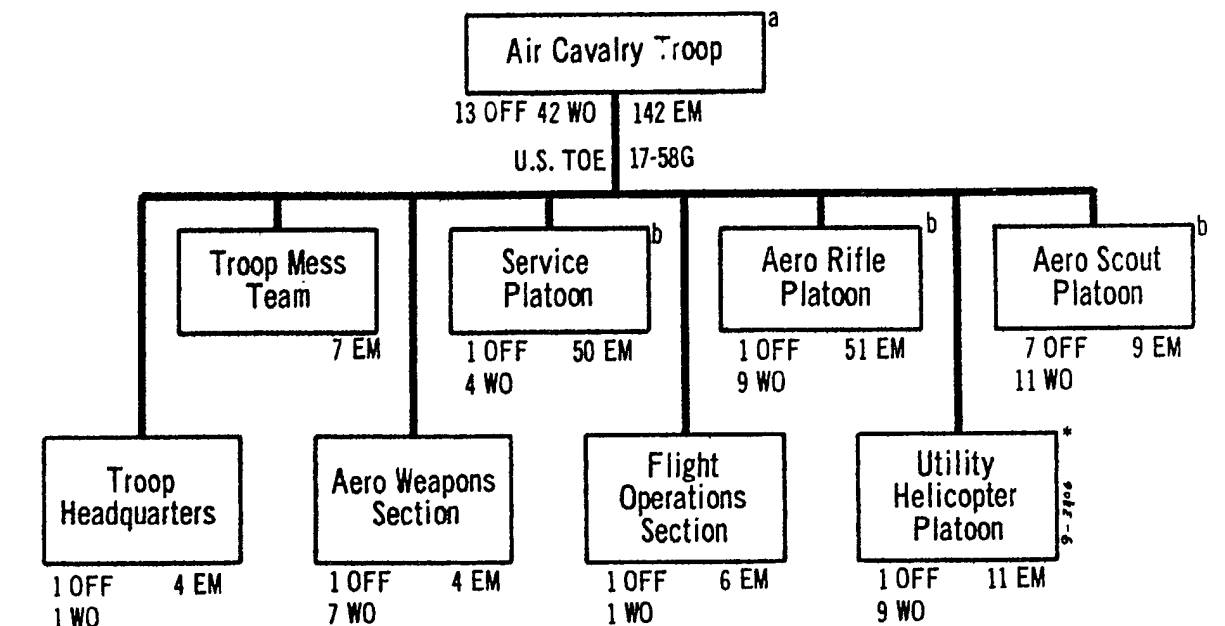 Air Cavalry Troop
a
13 OFF 42 WO 142 EM
U.S. TOE 17-58G
Troop Mess
Team
7 EM
Service
Platoon
b
1 OFF 50 EM
4 WO
Aero Rifle
Platoon
b
1 OFF 51 EM
9 WO
Aero Scout
Platoon
b
7 OFF 9 EM
11 WO
Troop
Headquarters
1 OFF 4 EM
1 WO
Aero Weapons
Section
1 OFF 4 EM
7 WO
Flight
Operations
Section
1 OFF 6 EM
1 WO
Utility
Helicopter
Platoon
*
1 OFF 11 EM
9 WO